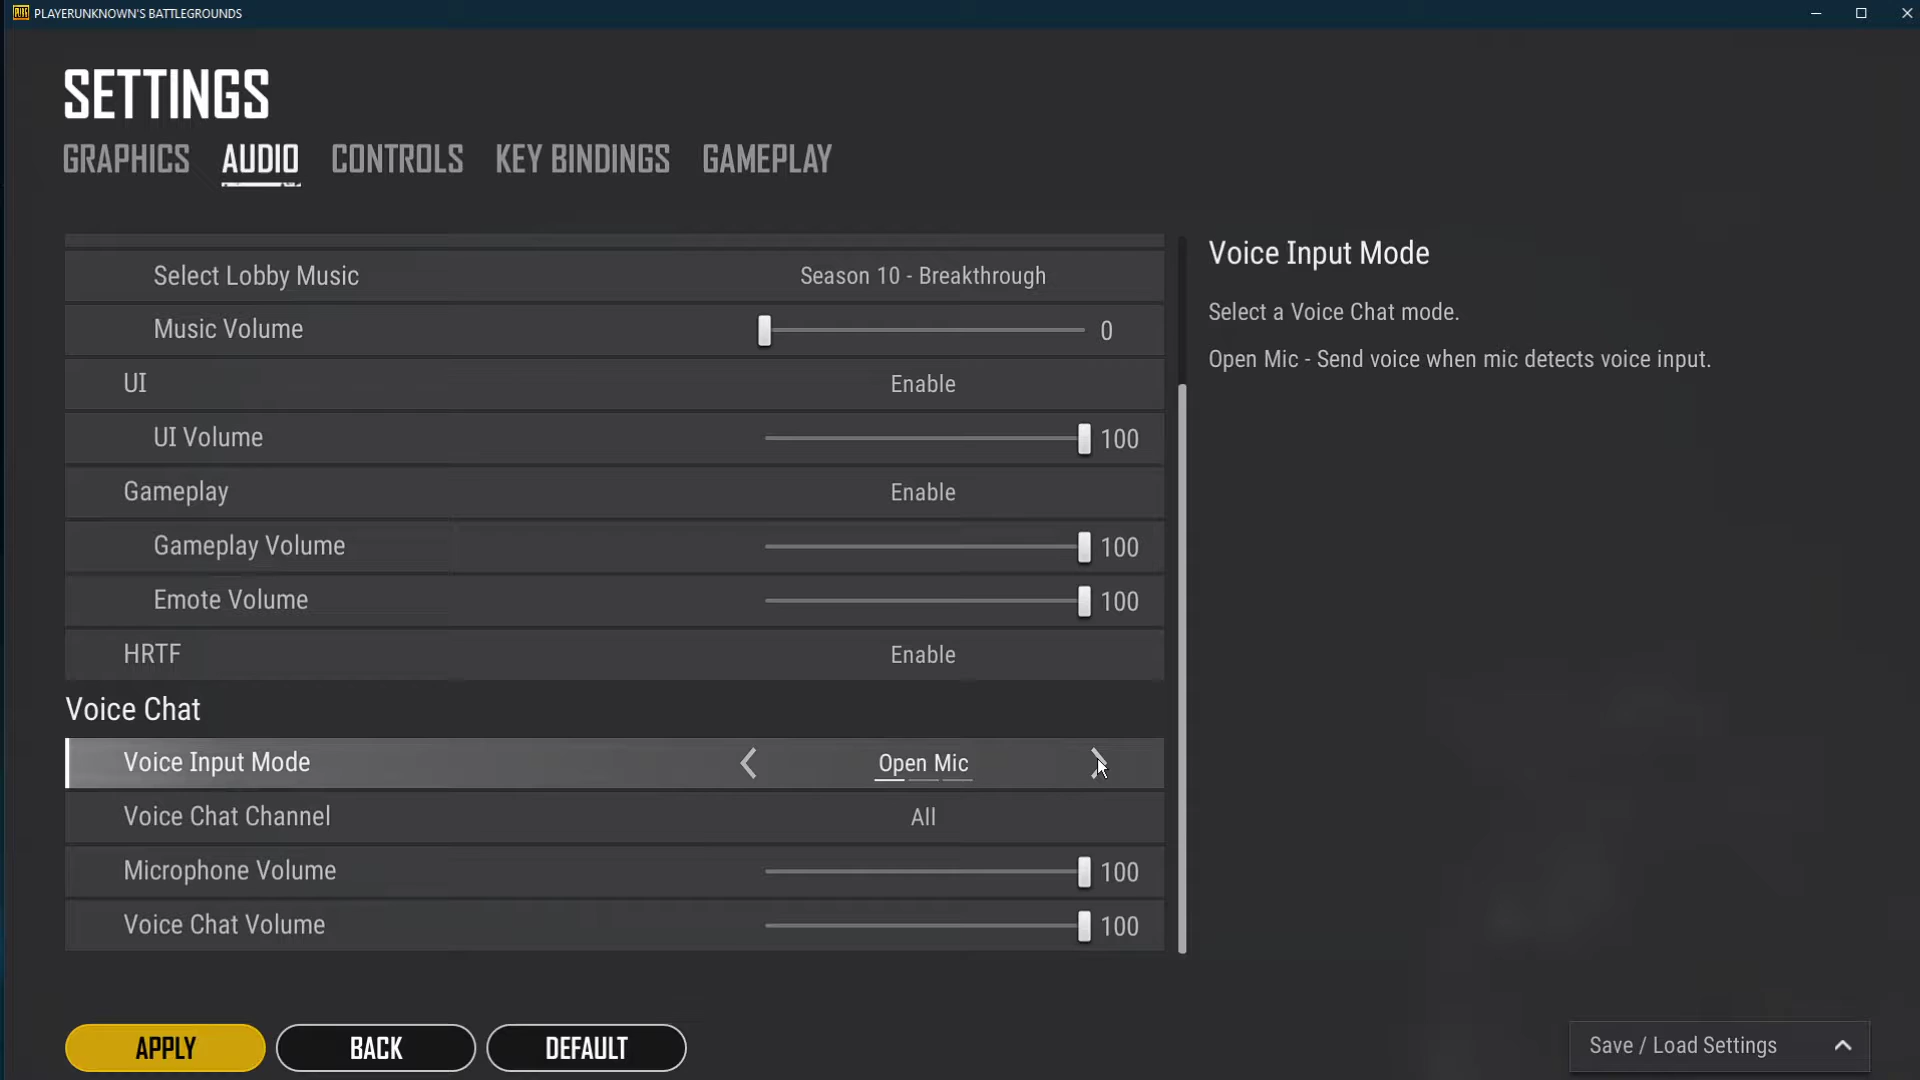 PLAYERUNKNOWN'S BATTLEGROUNDS
SETTINGS
GRAPHICS AUDIO CONTROLS KEY BINDINGS GAMEPLAY
Select Lobby Music Season 10 - Breakthrough
Music Volume 0
UI Enable
UI Volume 100
Gameplay Enable
Gameplay Volume 100
Emote Volume 100
HRTF Enable
Voice Chat
Voice Input Mode Open Mic
Voice Chat Channel All
Microphone Volume 100
Voice Chat Volume 100
Voice Input Mode
Select a Voice Chat mode.
Open Mic - Send voice when mic detects voice input.
APPLY BACK DEFAULT
Save / Load Settings